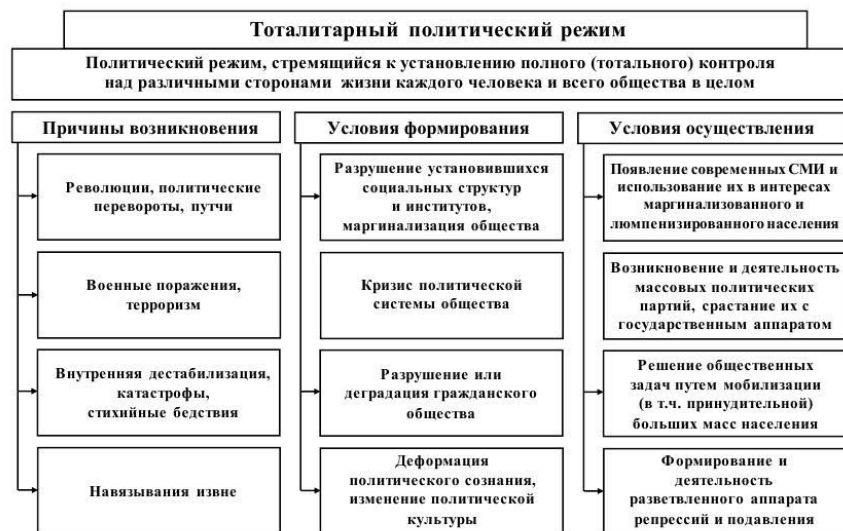 Тоталитарный политический режим
Политический режим, стремящийся к установлению полного (тотального) контроля
над различными сторонами жизни каждого человека и всего общества в целом
Причины возникновения
Революции, политические
перевороты, путчи
Военные поражения,
терроризм
Внутренняя дестабилизация,
катастрофы,
стихийные бедствия
Навязывания извне
Условия формирования
Разрушение установившихся
социальных структур
и институтов,
маргинализация общества
Кризис политической
системы общества
Разрушение или
деградация гражданского
общества
Деформация
политического сознания,
изменение политической
культуры
Условия осуществления
Появление современных СМИ и
использование их в интересах
маргинализованного и
люмпенизированного населения
Возникновение и деятельность
массовых политических
партий, срастание их с
государственным аппаратом
Решение общественных
задач путем мобилизации
(в т.ч. принудительной)
больших масс населения
Формирование и
деятельность
разветвленного аппарата
репрессий и подавления